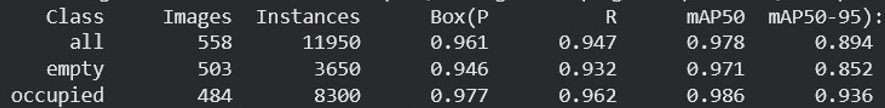 Class Images Instances Box(P R mAP50 mAP50-95):
all 558 11950 0.961 0.947 0.978 0.894
empty 503 3650 0.946 0.932 0.971 0.852
occupied 484 8300 0.977 0.962 0.986 0.936